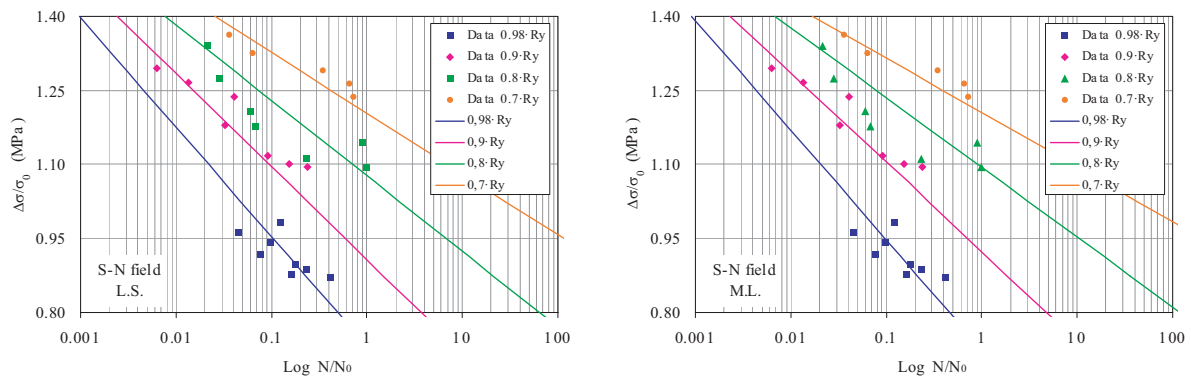 1.40
1.25
1.10
0.95
0.80
Δσ/σ0 (MPa)
Data 0.98·Ry
Data 0.9·Ry
Data 0.8·Ry
Data 0.7·Ry
0,98·Ry
0,9·Ry
0,8·Ry
0,7·Ry
S-N field
L.S.
0.001 0.01 0.1 1 10 100
Log N/N0
1.40
1.25
1.10
0.95
0.80
Δσ/σ0 (MPa)
Data 0.98·Ry
Data 0.9·Ry
Data 0.8·Ry
Data 0.7·Ry
0,98·Ry
0,9·Ry
0,8·Ry
0,7·Ry
S-N field
M.L.
0.001 0.01 0.1 1 10 100
Log N/N0